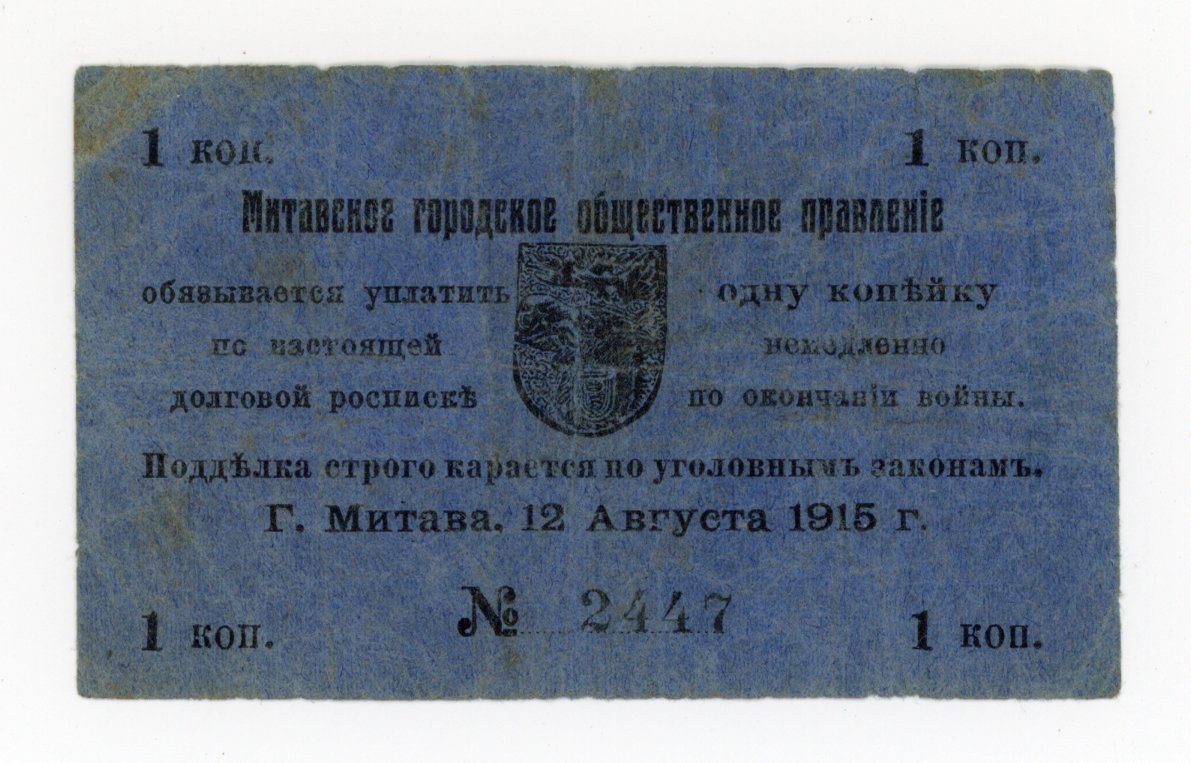 1 коп. 1 коп.
Митавское городское общественное правленіе
обязывается уплатить одну копѣйку
по настоящей немедленно
долговой роспискѣ по окончаніи войны.
Поддѣлка строго карается по уголовнымъ законамъ.
Г. Митава, 12 Августа 1915 г.
№ 2447
1 коп. 1 коп.